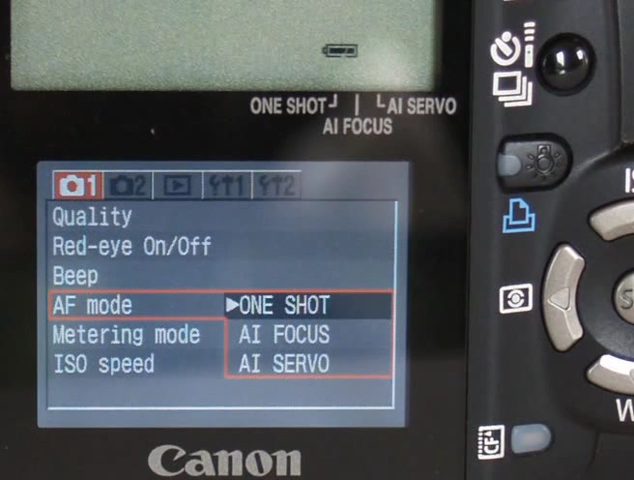 ONE SHOT AI SERVO
AI FOCUS
1 2 1 2
Quality
Red-eye On/Off
Beep
AF mode ▶ONE SHOT
Metering mode AI FOCUS
ISO speed AI SERVO
Canon
CF
W